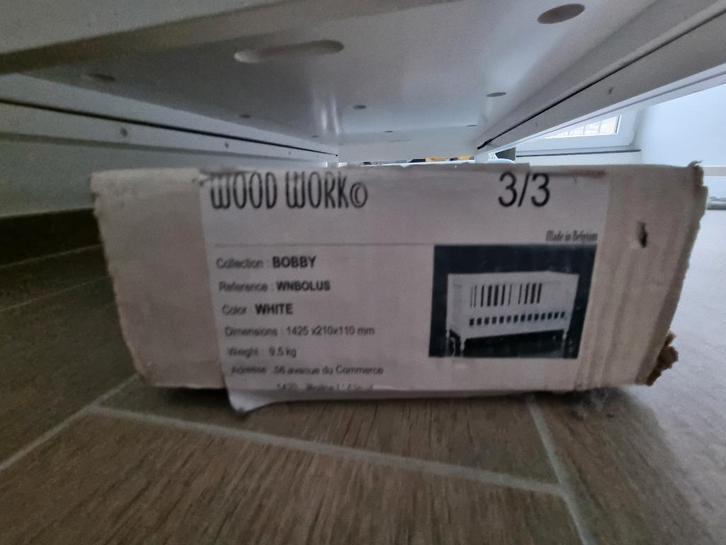 WOOD WORK© 3/3
Made in Belgium
Collection : BOBBY
Reference : WNBOLUS
Color : WHITE
Dimensions : 1425 x210x110 mm
Weight : 9.5 kg
Adresse : 56 avenue du Commerce
1420